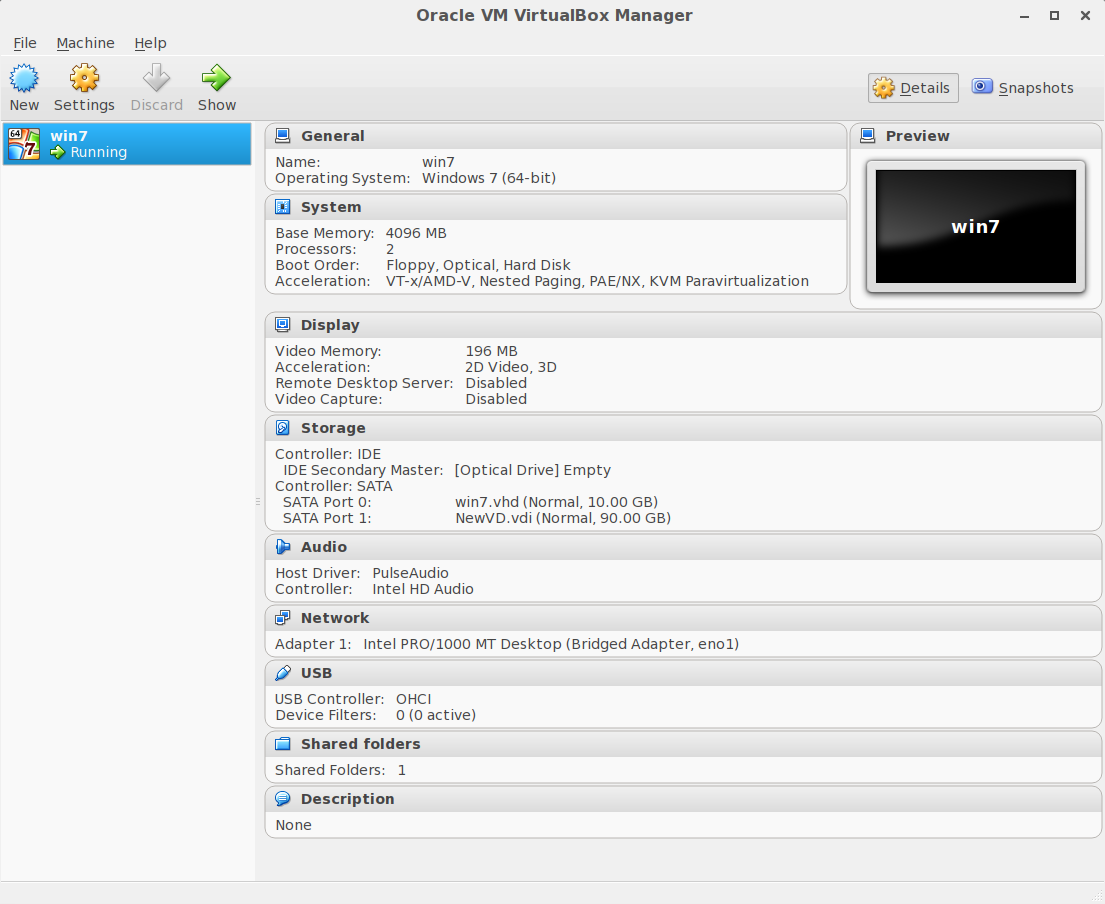 Oracle VM VirtualBox Manager
File Machine Help
New Settings Discard Show Details Snapshots
64 7 win7
Running
General
Name: win7
Operating System: Windows 7 (64-bit)
System
Base Memory: 4096 MB
Processors: 2
Boot Order: Floppy, Optical, Hard Disk
Acceleration: VT-x/AMD-V, Nested Paging, PAE/NX, KVM Paravirtualization
Preview
win7
Display
Video Memory: 196 MB
Acceleration: 2D Video, 3D
Remote Desktop Server: Disabled
Video Capture: Disabled
Storage
Controller: IDE
IDE Secondary Master: [Optical Drive] Empty
Controller: SATA
SATA Port 0: win7.vhd (Normal, 10.00 GB)
SATA Port 1: NewVD.vdi (Normal, 90.00 GB)
Audio
Host Driver: PulseAudio
Controller: Intel HD Audio
Network
Adapter 1: Intel PRO/1000 MT Desktop (Bridged Adapter, eno1)
USB
USB Controller: OHCI
Device Filters: 0 (0 active)
Shared folders
Shared Folders: 1
Description
None